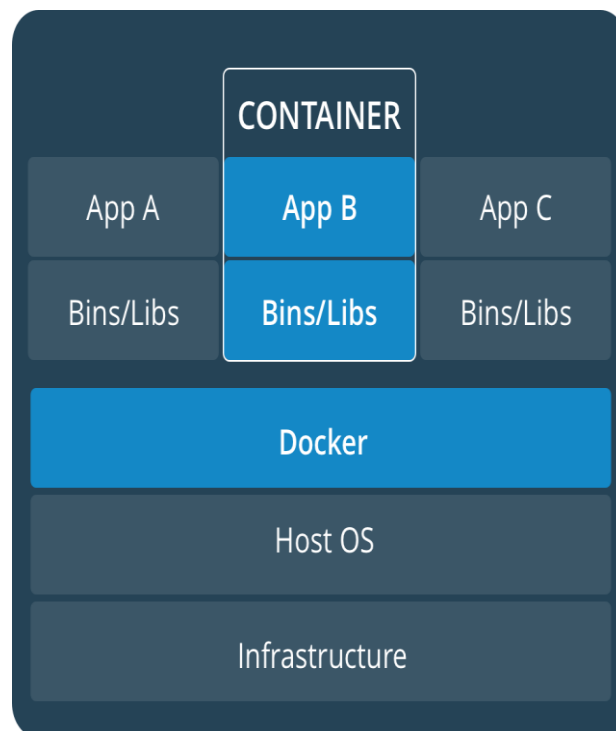 CONTAINER
App A App B App C
Bins/Libs Bins/Libs Bins/Libs
Docker
Host OS
Infrastructure